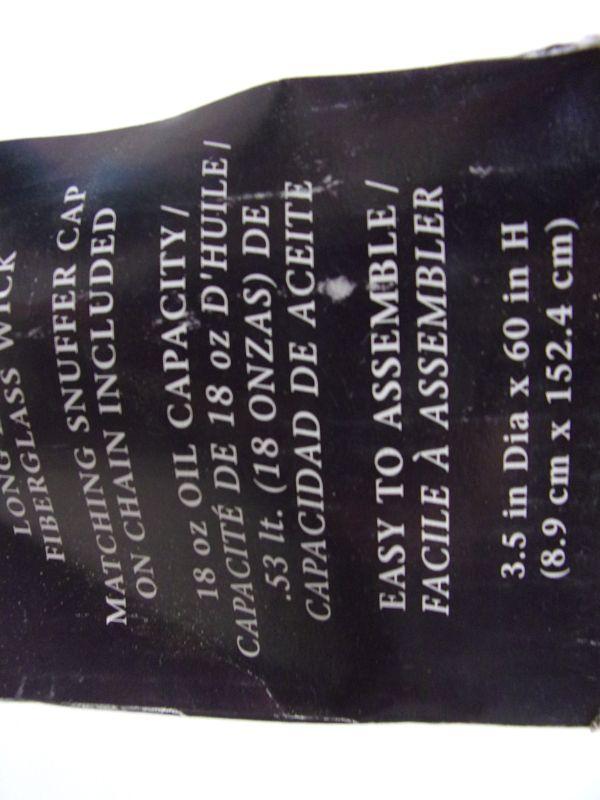 LONG
FIBERGLASS WICK
MATCHING SNUFFER CAP
ON CHAIN INCLUDED
18 oz OIL CAPACITY /
CAPACITÉ DE 18 oz D'HUILE /
.53 lt. (18 ONZAS) DE
CAPACIDAD DE ACEITE
EASY TO ASSEMBLE /
FACILE À ASSEMBLER
3.5 in Dia x 60 in H
(8.9 cm x 152.4 cm)